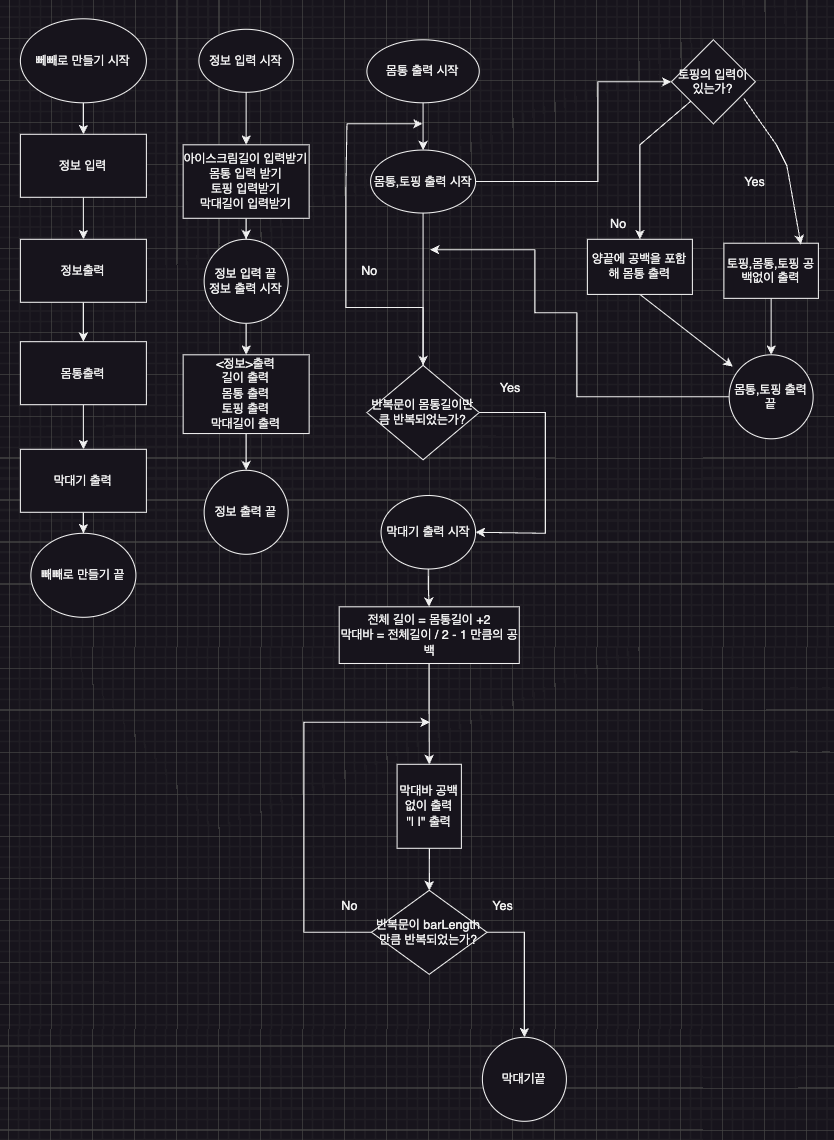 빼빼로 만들기 시작
정보 입력
정보출력
몸통출력
막대기 출력
빼빼로 만들기 끝
정보 입력 시작
아이스크림길이 입력받기
몸통 입력 받기
토핑 입력받기
막대길이 입력받기
정보 입력 끝
정보 출력 시작
<정보>출력
길이 출력
몸통 출력
토핑 출력
막대길이 출력
정보 출력 끝
몸통 출력 시작
몸통,토핑 출력 시작
No
반복문이 몸통길이만
큼 반복되었는가?
Yes
토핑의 입력이
있는가?
No
Yes
양끝에 공백을 포함
해 몸통 출력
토핑,몸통,토핑 공
백없이 출력
몸통,토핑 출력
끝
막대기 출력 시작
전체 길이 = 몸통길이 +2
막대바 = 전체길이 / 2 - 1 만큼의 공
백
막대바 공백
없이 출력
"| |" 출력
반복문이 barLength
만큼 반복되었는가?
No
Yes
막대기끝